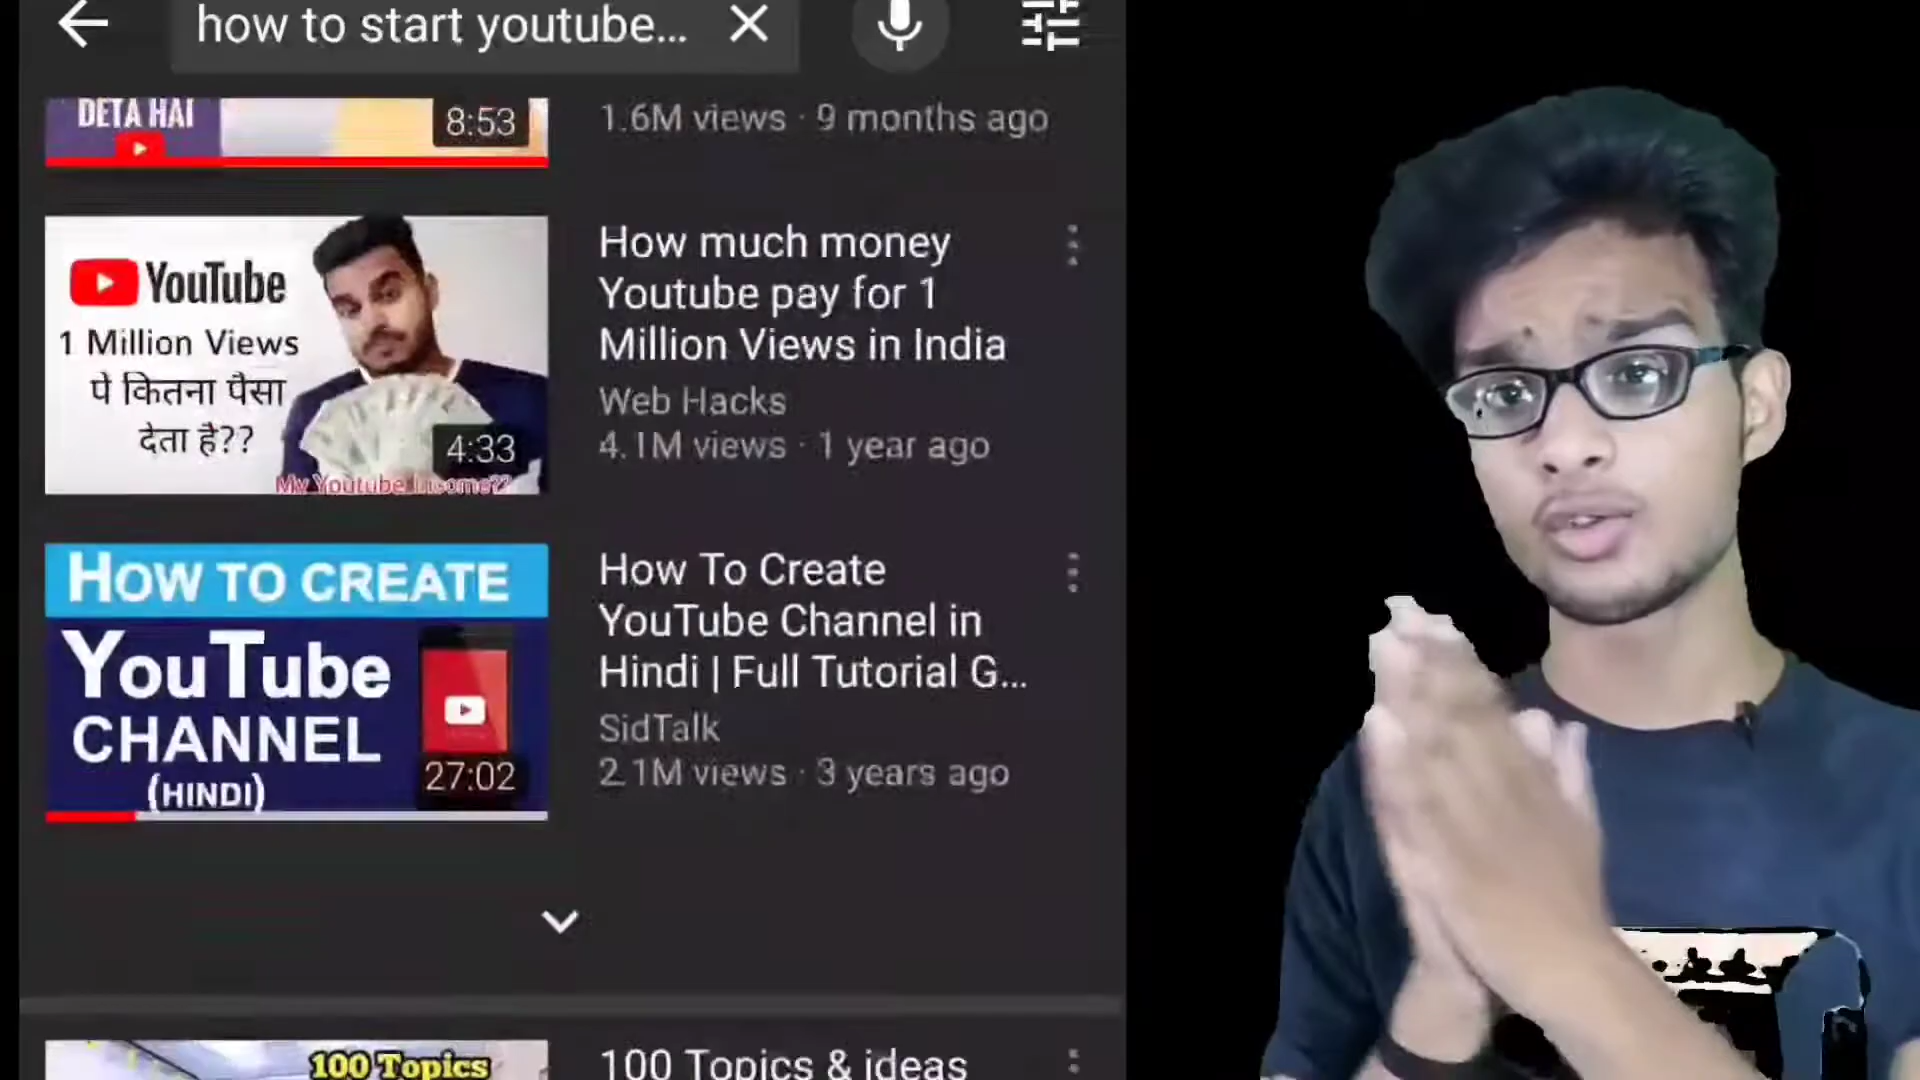 how to start youtube...
DETA HAI
8:53
1.6M views · 9 months ago
YouTube
1 Million Views
पे कितना पैसा
देता है??
4:33
My Youtube Income??
How much money
Youtube pay for 1
Million Views in India
Web Hacks
4.1M views · 1 year ago
HOW TO CREATE
YouTube
CHANNEL
(HINDI)
27:02
How To Create
YouTube Channel in
Hindi | Full Tutorial G...
SidTalk
2.1M views · 3 years ago
100 Topics
100 Topics & ideas